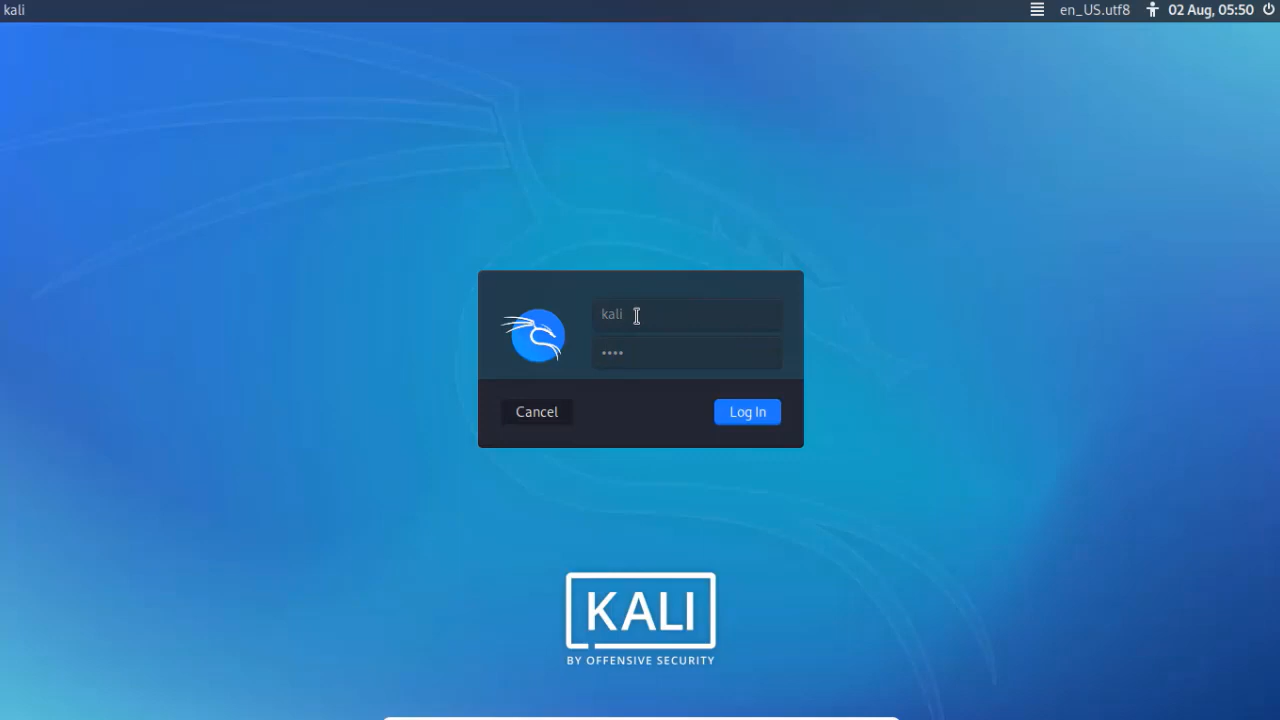 kali
en_US.utf8
02 Aug, 05:50
kali
••••
Cancel
Log In
KALI
BY OFFENSIVE SECURITY